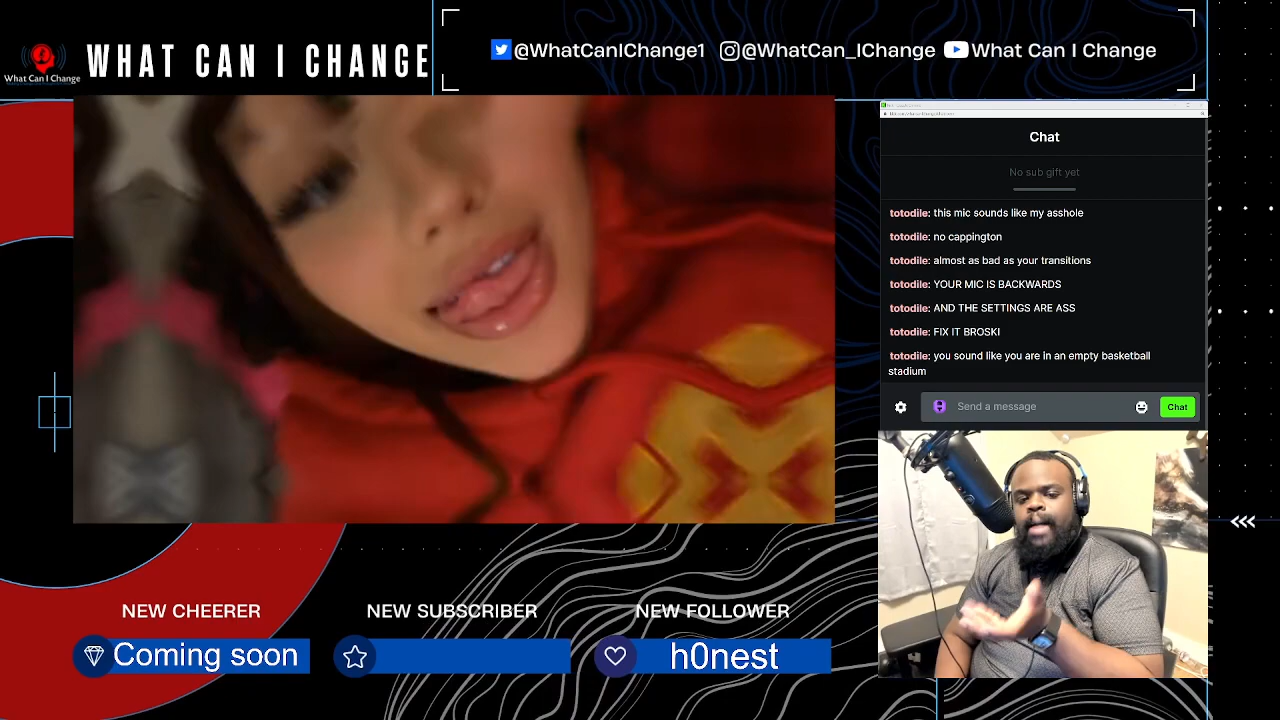 What Can I Change
WHAT CAN I CHANGE
@WhatCanIChange1 @WhatCan_IChange What Can I Change
Chat
No sub gift yet
totodile: this mic sounds like my asshole
totodile: no cappington
totodile: almost as bad as your transitions
totodile: YOUR MIC IS BACKWARDS
totodile: AND THE SETTINGS ARE ASS
totodile: FIX IT BROSKI
totodile: you sound like you are in an empty basketball
stadium
Send a message
Chat
NEW CHEERER
NEW SUBSCRIBER
NEW FOLLOWER
Coming soon
h0nest